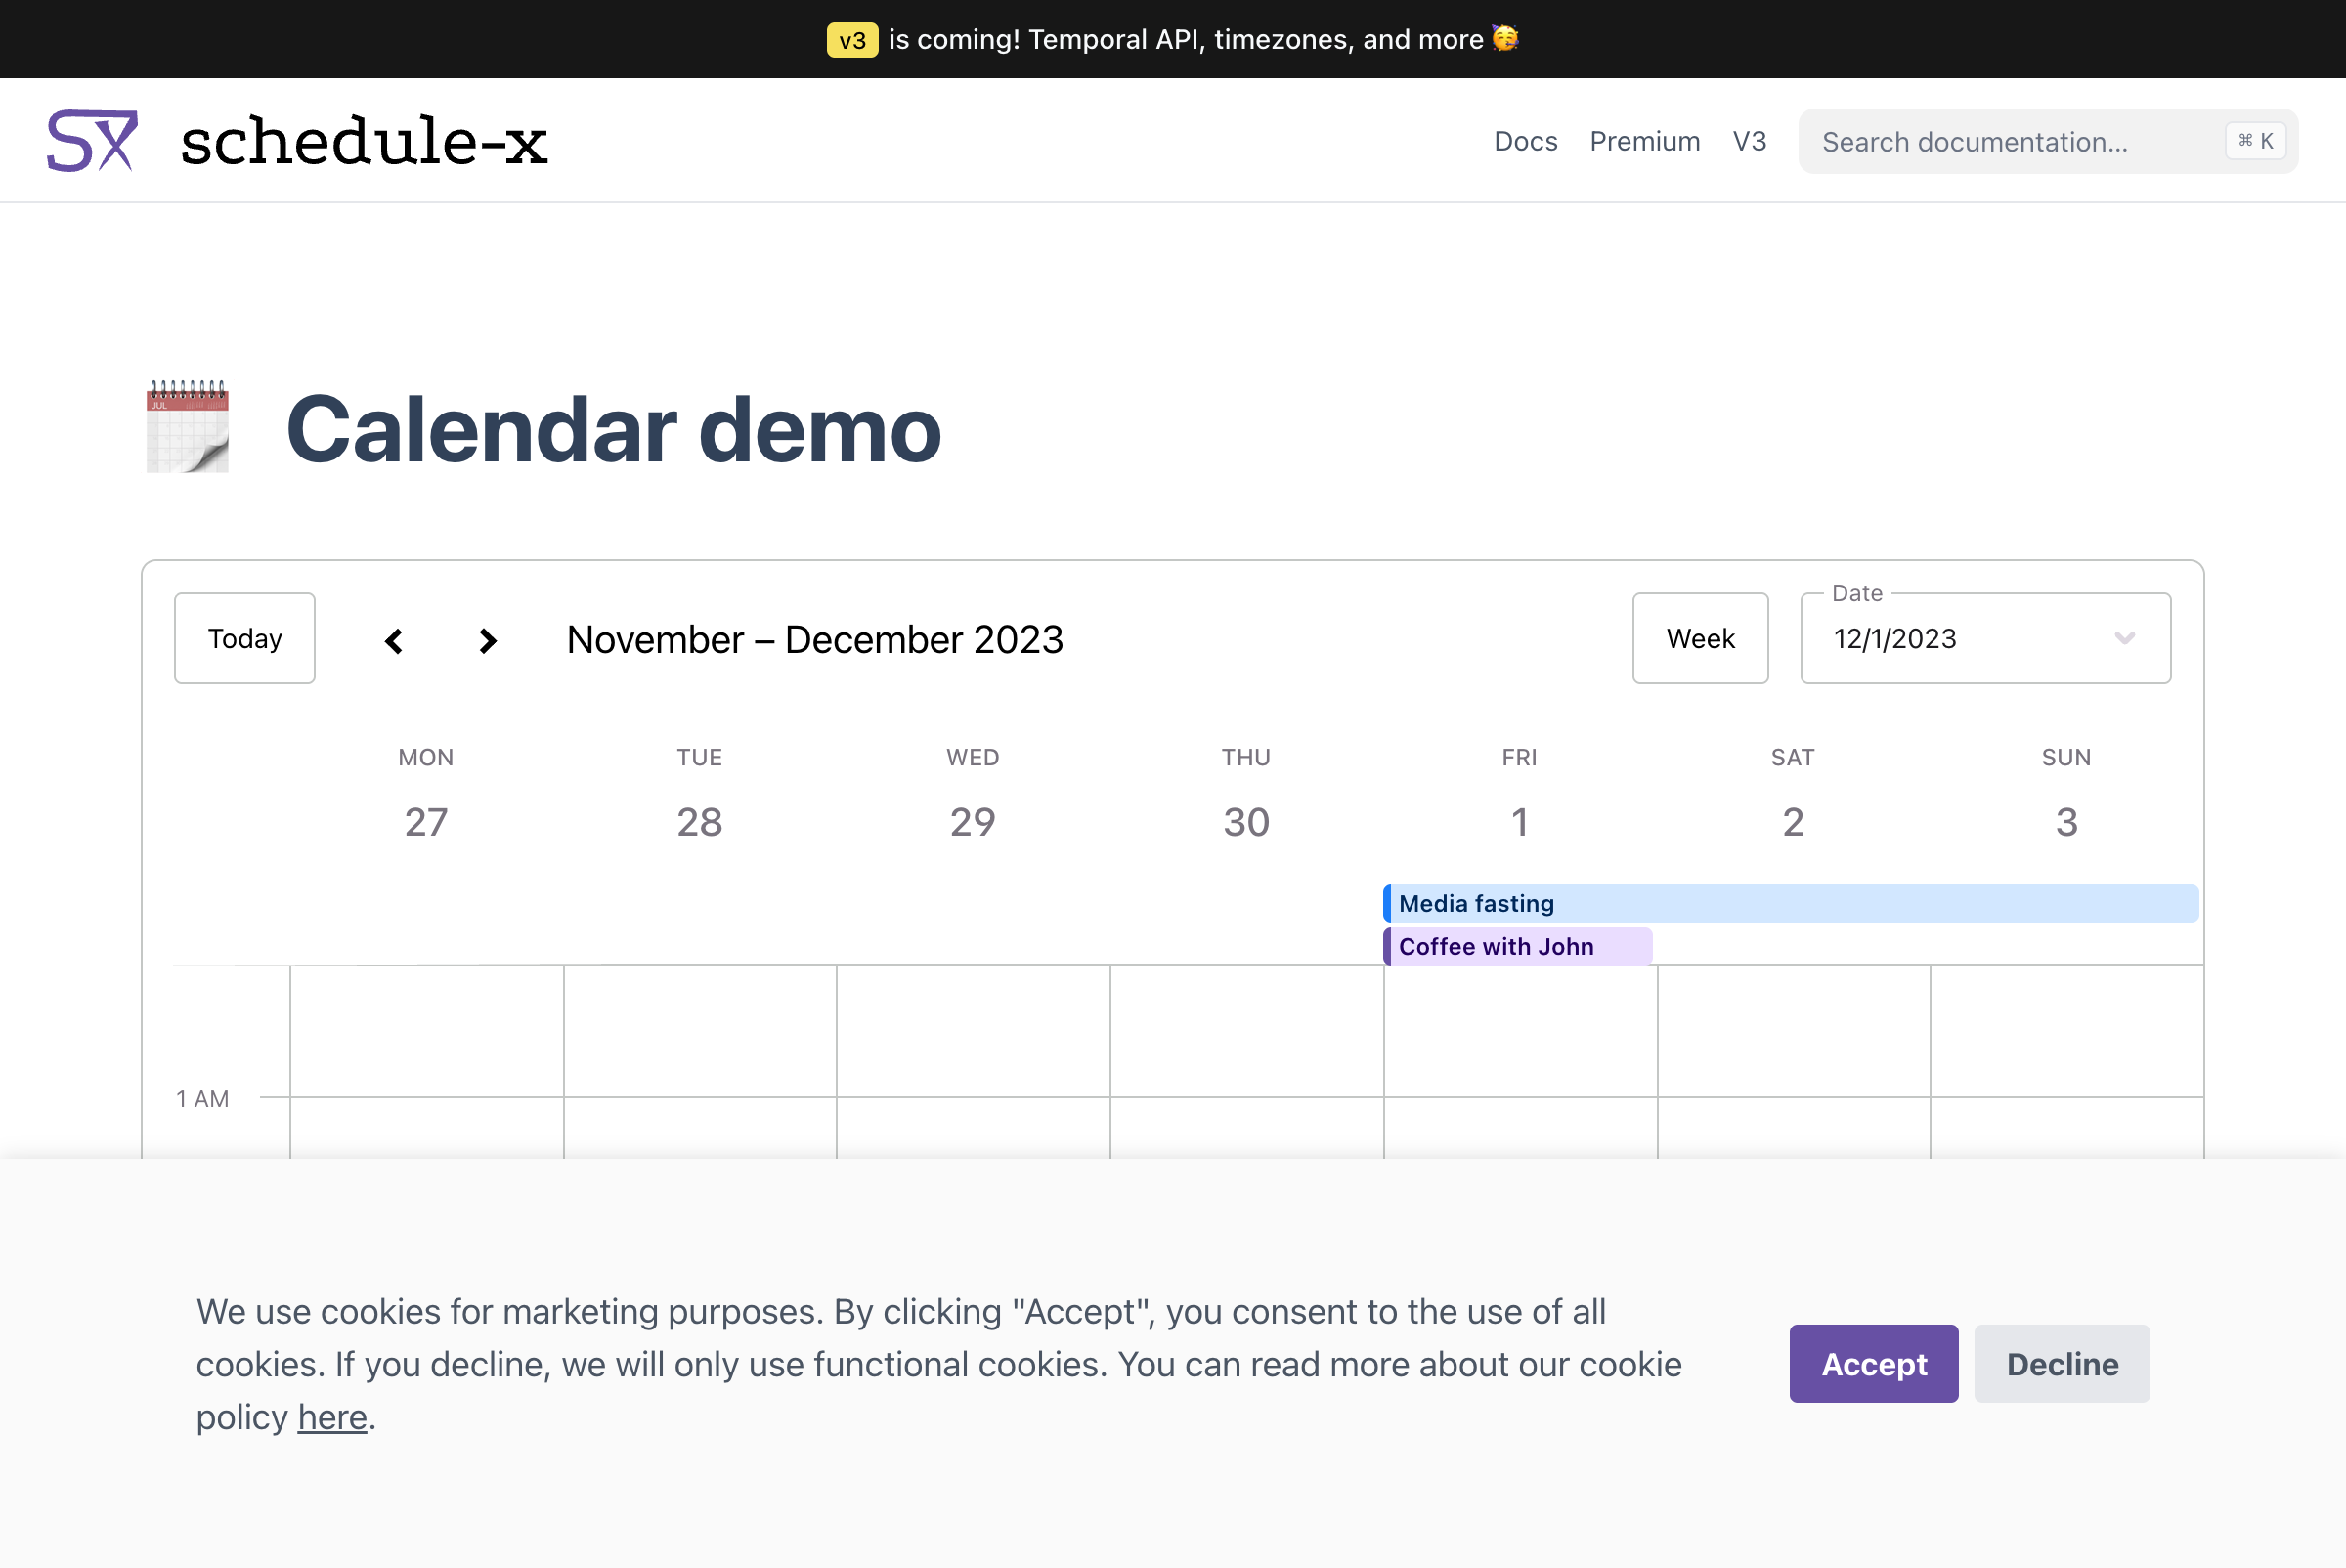 v3 is coming! Temporal API, timezones, and more
SX schedule-x
Docs Premium V3 Search documentation... ⌘ K
JUL
Calendar demo
Today November – December 2023 Week Date 12/1/2023
MON TUE WED THU FRI SAT SUN
27 28 29 30 1 2 3
Media fasting
Coffee with John
1 AM
We use cookies for marketing purposes. By clicking "Accept", you consent to the use of all
cookies. If you decline, we will only use functional cookies. You can read more about our cookie
policy here.
Accept Decline